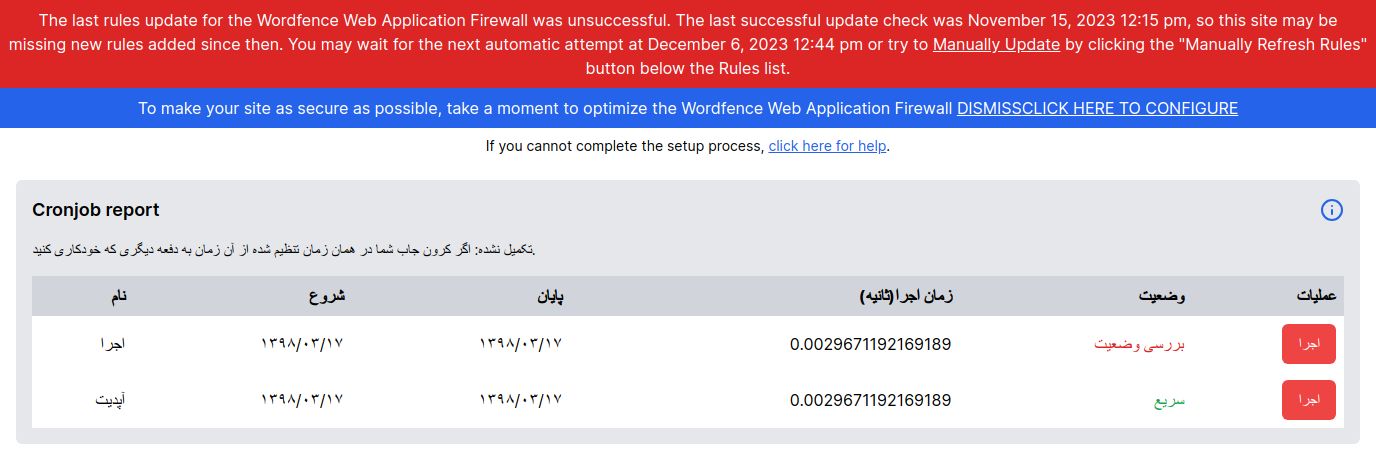 The last rules update for the Wordfence Web Application Firewall was unsuccessful. The last successful update check was November 15, 2023 12:15 pm, so this site may be
missing new rules added since then. You may wait for the next automatic attempt at December 6, 2023 12:44 pm or try to Manually Update by clicking the "Manually Refresh Rules"
button below the Rules list.
To make your site as secure as possible, take a moment to optimize the Wordfence Web Application Firewall DISMISSCLICK HERE TO CONFIGURE
If you cannot complete the setup process, click here for help.
Cronjob report
تکمیل نشده: اگر کرون جاب شما در همان زمان تنظیم شده از آن زمان به دفعه دیگری که خودکاری کنید.
نام شروع پایان زمان اجرا(ثانیه) وضعیت عملیات
اجرا ۱۳۹۸/۰۳/۱۷ ۱۳۹۸/۰۳/۱۷ 0.0029671192169189 بررسی وضعیت اجرا
آپدیت ۱۳۹۸/۰۳/۱۷ ۱۳۹۸/۰۳/۱۷ 0.0029671192169189 سریع اجرا